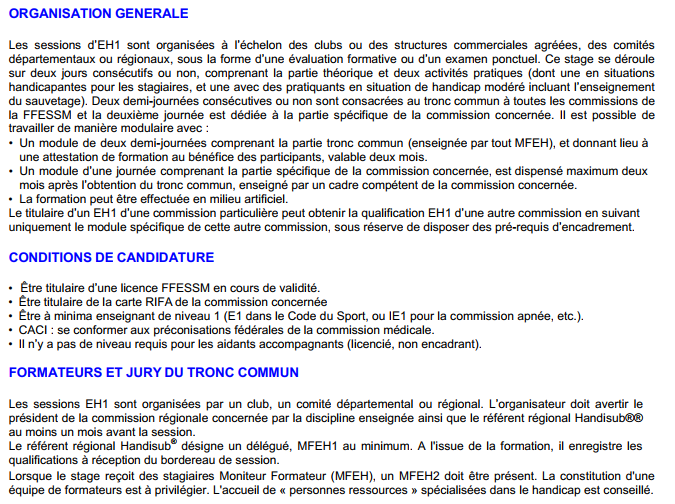 ORGANISATION GENERALE
Les sessions d'EH1 sont organisées à l'échelon des clubs ou des structures commerciales agréées, des comités
départementaux ou régionaux, sous la forme d'une évaluation formative ou d'un examen ponctuel. Ce stage se déroule
sur deux jours consécutifs ou non, comprenant la partie théorique et deux activités pratiques (dont une en situations
handicapantes pour les stagiaires, et une avec des pratiquants en situation de handicap modéré incluant l'enseignement
du sauvetage). Deux demi-journées consécutives ou non sont consacrées au tronc commun à toutes les commissions de
la FFESSM et la deuxième journée est dédiée à la partie spécifique de la commission concernée. Il est possible de
travailler de manière modulaire avec :
• Un module de deux demi-journées comprenant la partie tronc commun (enseignée par tout MFEH), et donnant lieu à
une attestation de formation au bénéfice des participants, valable deux mois.
• Un module d'une journée comprenant la partie spécifique de la commission concernée, est dispensé maximum deux
mois après l'obtention du tronc commun, enseigné par un cadre compétent de la commission concernée.
• La formation peut être effectuée en milieu artificiel.
Le titulaire d'un EH1 d'une commission particulière peut obtenir la qualification EH1 d'une autre commission en suivant
uniquement le module spécifique de cette autre commission, sous réserve de disposer des pré-requis d'encadrement.
CONDITIONS DE CANDIDATURE
• Être titulaire d'une licence FFESSM en cours de validité.
• Être titulaire de la carte RIFA de la commission concernée
• Être à minima enseignant de niveau 1 (E1 dans le Code du Sport, ou IE1 pour la commission apnée, etc.).
• CACI : se conformer aux préconisations fédérales de la commission médicale.
• Il n'y a pas de niveau requis pour les aidants accompagnants (licencié, non encadrant).
FORMATEURS ET JURY DU TRONC COMMUN
Les sessions EH1 sont organisées par un club, un comité départemental ou régional. L'organisateur doit avertir le
président de la commission régionale concernée par la discipline enseignée ainsi que le référent régional Handisub®®
au moins un mois avant la session.
Le référent régional Handisub® désigne un délégué, MFEH1 au minimum. A l'issue de la formation, il enregistre les
qualifications à réception du bordereau de session.
Lorsque le stage reçoit des stagiaires Moniteur Formateur (MFEH), un MFEH2 doit être présent. La constitution d'une
équipe de formateurs est à privilégier. L'accueil de « personnes ressources » spécialisées dans le handicap est conseillé.